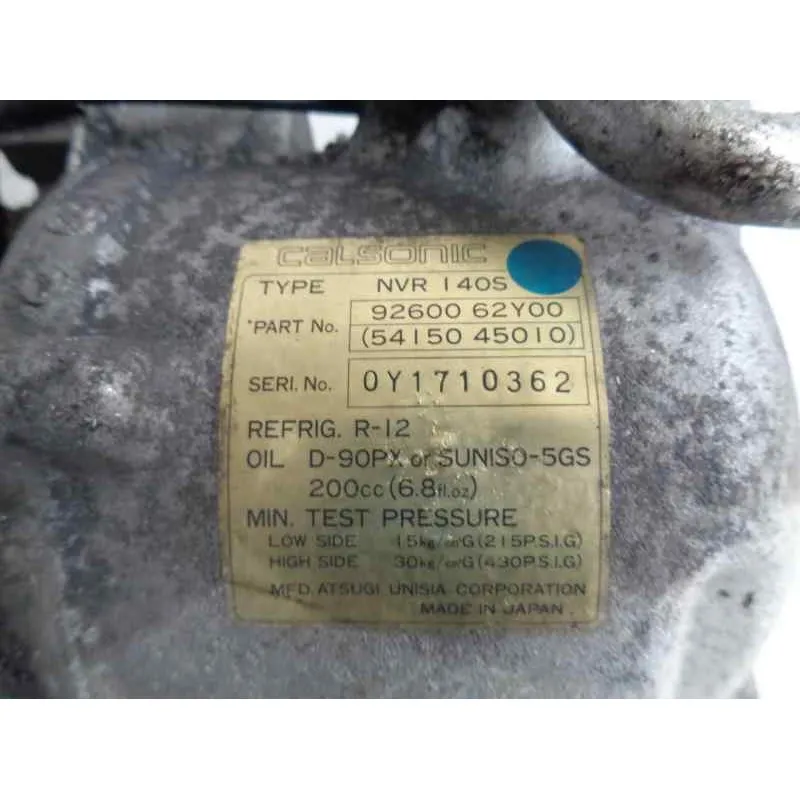 calsonic
TYPE NVR 140S
*PART No. 92600 62Y00
(54150 45010)
SERI. No. 0Y1710362
REFRIG. R-12
OIL D-90PX or SUNISO-5GS
200cc (6.8fl.oz)
MIN. TEST PRESSURE
LOW SIDE 15kg/cm²G(215P.S.I.G)
HIGH SIDE 30kg/cm²G(430P.S.I.G)
MFD. ATSUGI UNISIA CORPORATION
MADE IN JAPAN